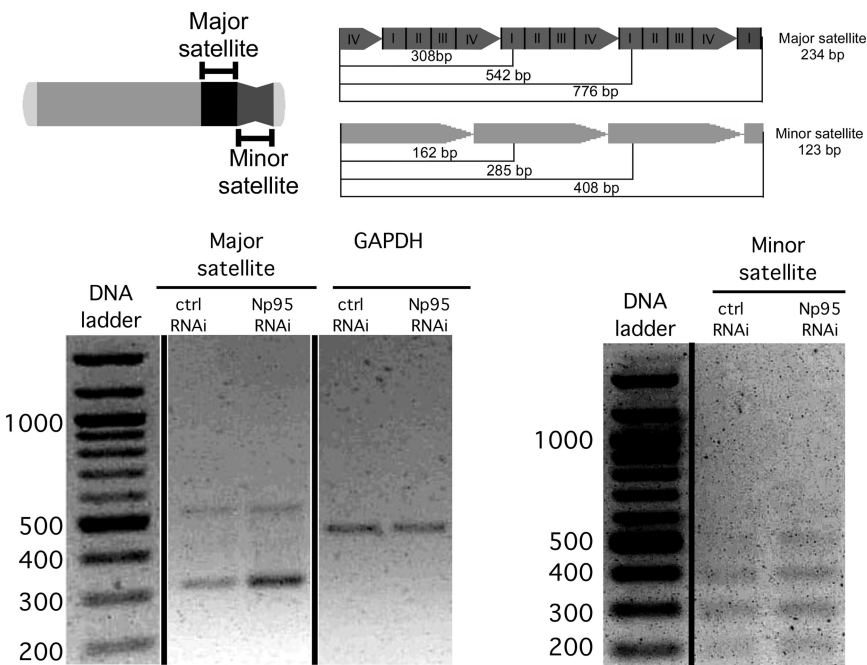 Major
satellite
Minor
satellite
IV I II III IV I II III IV I II III IV I
308bp
542 bp
776 bp
Major satellite
234 bp
162 bp
285 bp
408 bp
Minor satellite
123 bp
Major
satellite
GAPDH
DNA
ladder
ctrl
RNAi
Np95
RNAi
ctrl
RNAi
Np95
RNAi
1000
500
400
300
200
Minor
satellite
DNA
ladder
ctrl
RNAi
Np95
RNAi
1000
500
400
300
200